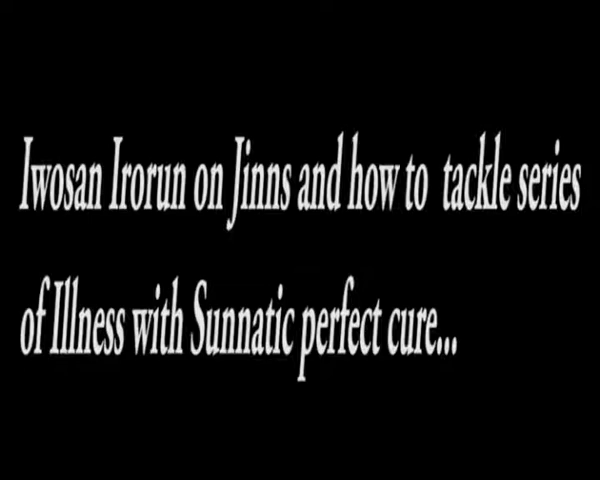 Iwosan Irorun on Jinns and how to tackle series
of Illness with Sunnatic perfect cure...